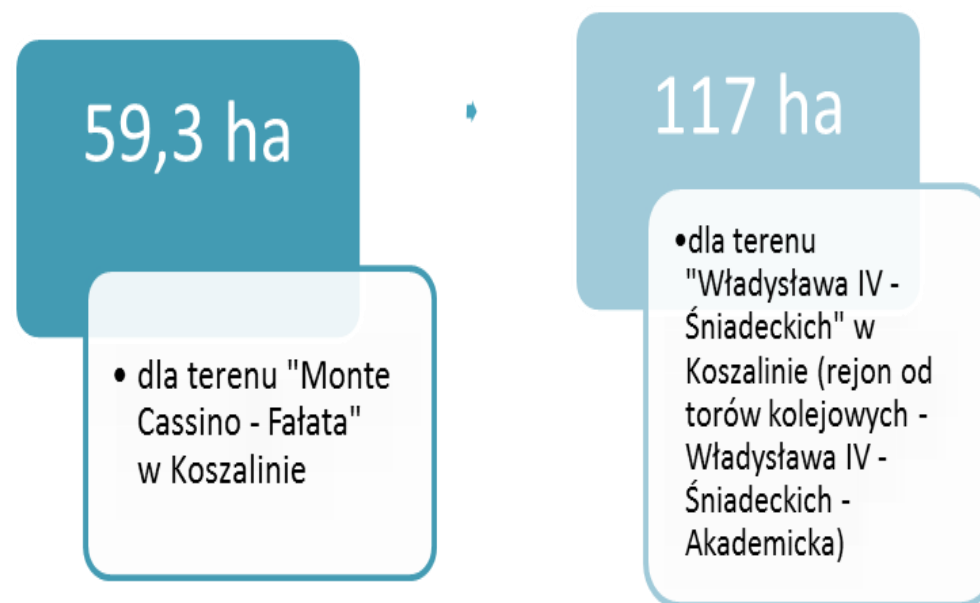 59,3 ha
• dla terenu "Monte
Cassino - Fałata"
w Koszalinie
117 ha
•dla terenu
"Władysława IV -
Śniadeckich" w
Koszalinie (rejon od
torów kolejowych -
Władysława IV -
Śniadeckich -
Akademicka)